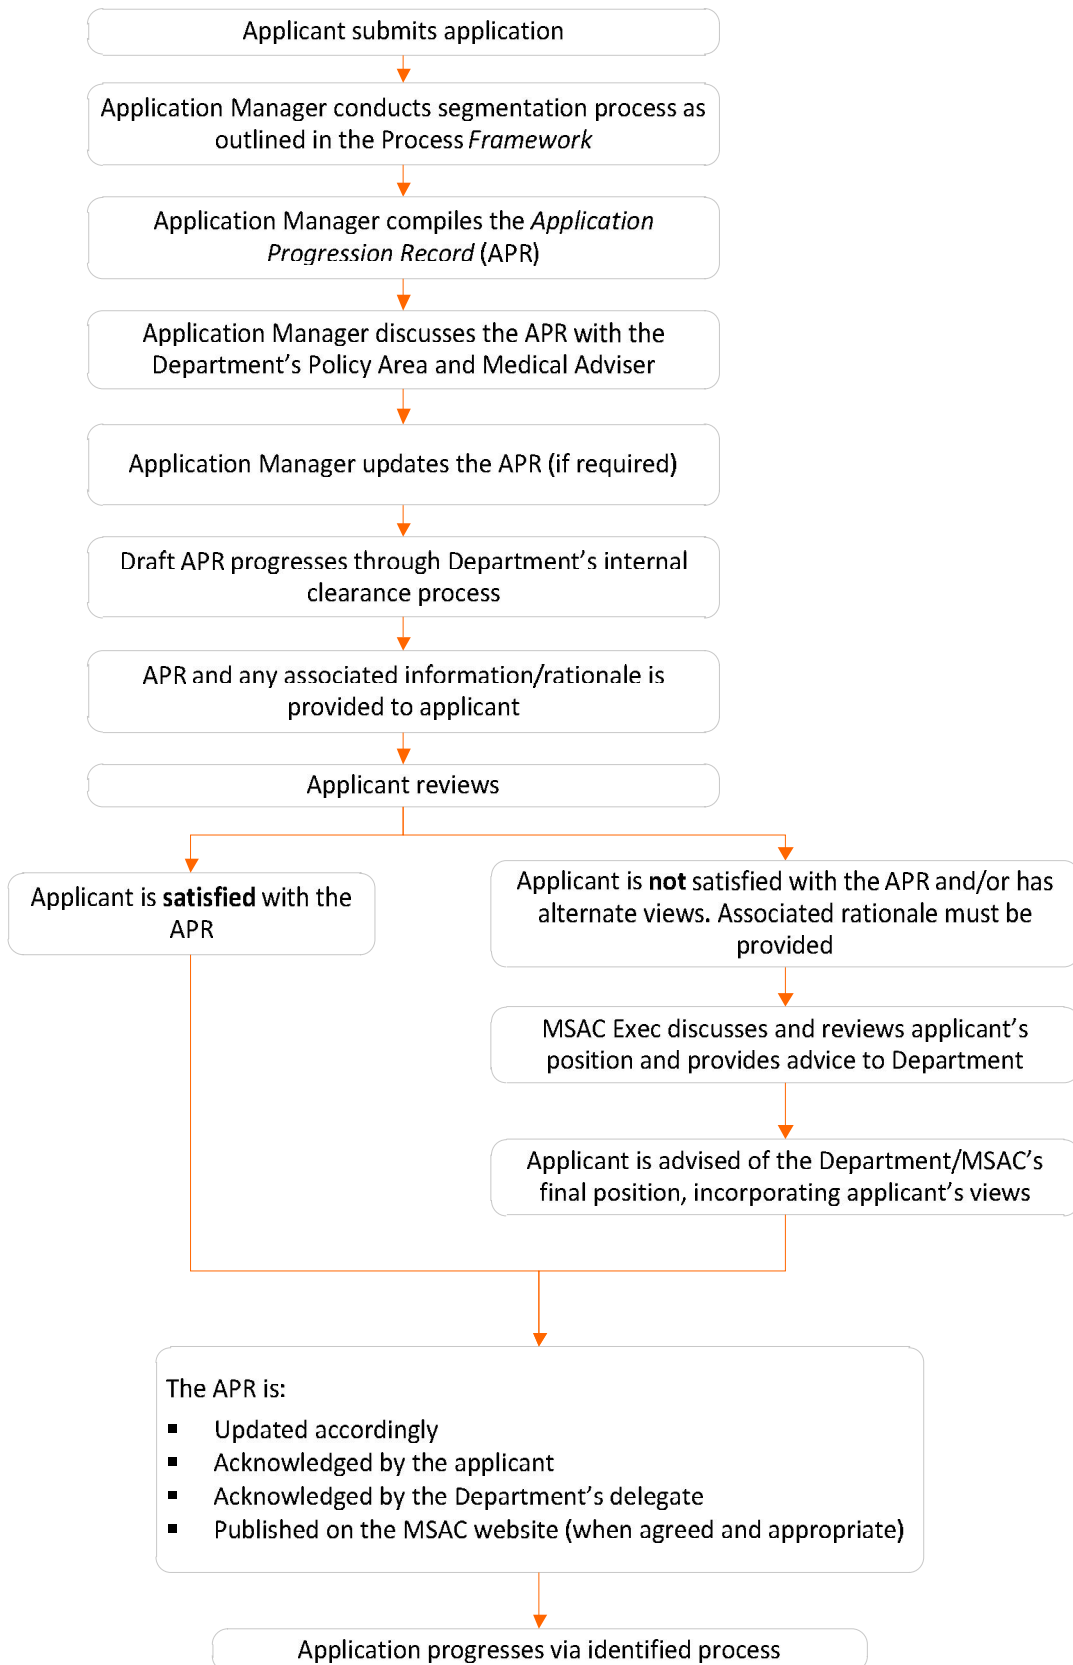 Applicant submits application
Application Manager conducts segmentation process as
outlined in the Process Framework
Application Manager compiles the Application
Progression Record (APR)
Application Manager discusses the APR with the
Department’s Policy Area and Medical Adviser
Application Manager updates the APR (if required)
Draft APR progresses through Department’s internal
clearance process
APR and any associated information/rationale is
provided to applicant
Applicant reviews
Applicant is satisfied with the
APR
Applicant is not satisfied with the APR and/or has
alternate views. Associated rationale must be
provided
MSAC Exec discusses and reviews applicant’s
position and provides advice to Department
Applicant is advised of the Department/MSAC’s
final position, incorporating applicant’s views
The APR is:
▪ Updated accordingly
▪ Acknowledged by the applicant
▪ Acknowledged by the Department’s delegate
▪ Published on the MSAC website (when agreed and appropriate)
Application progresses via identified process